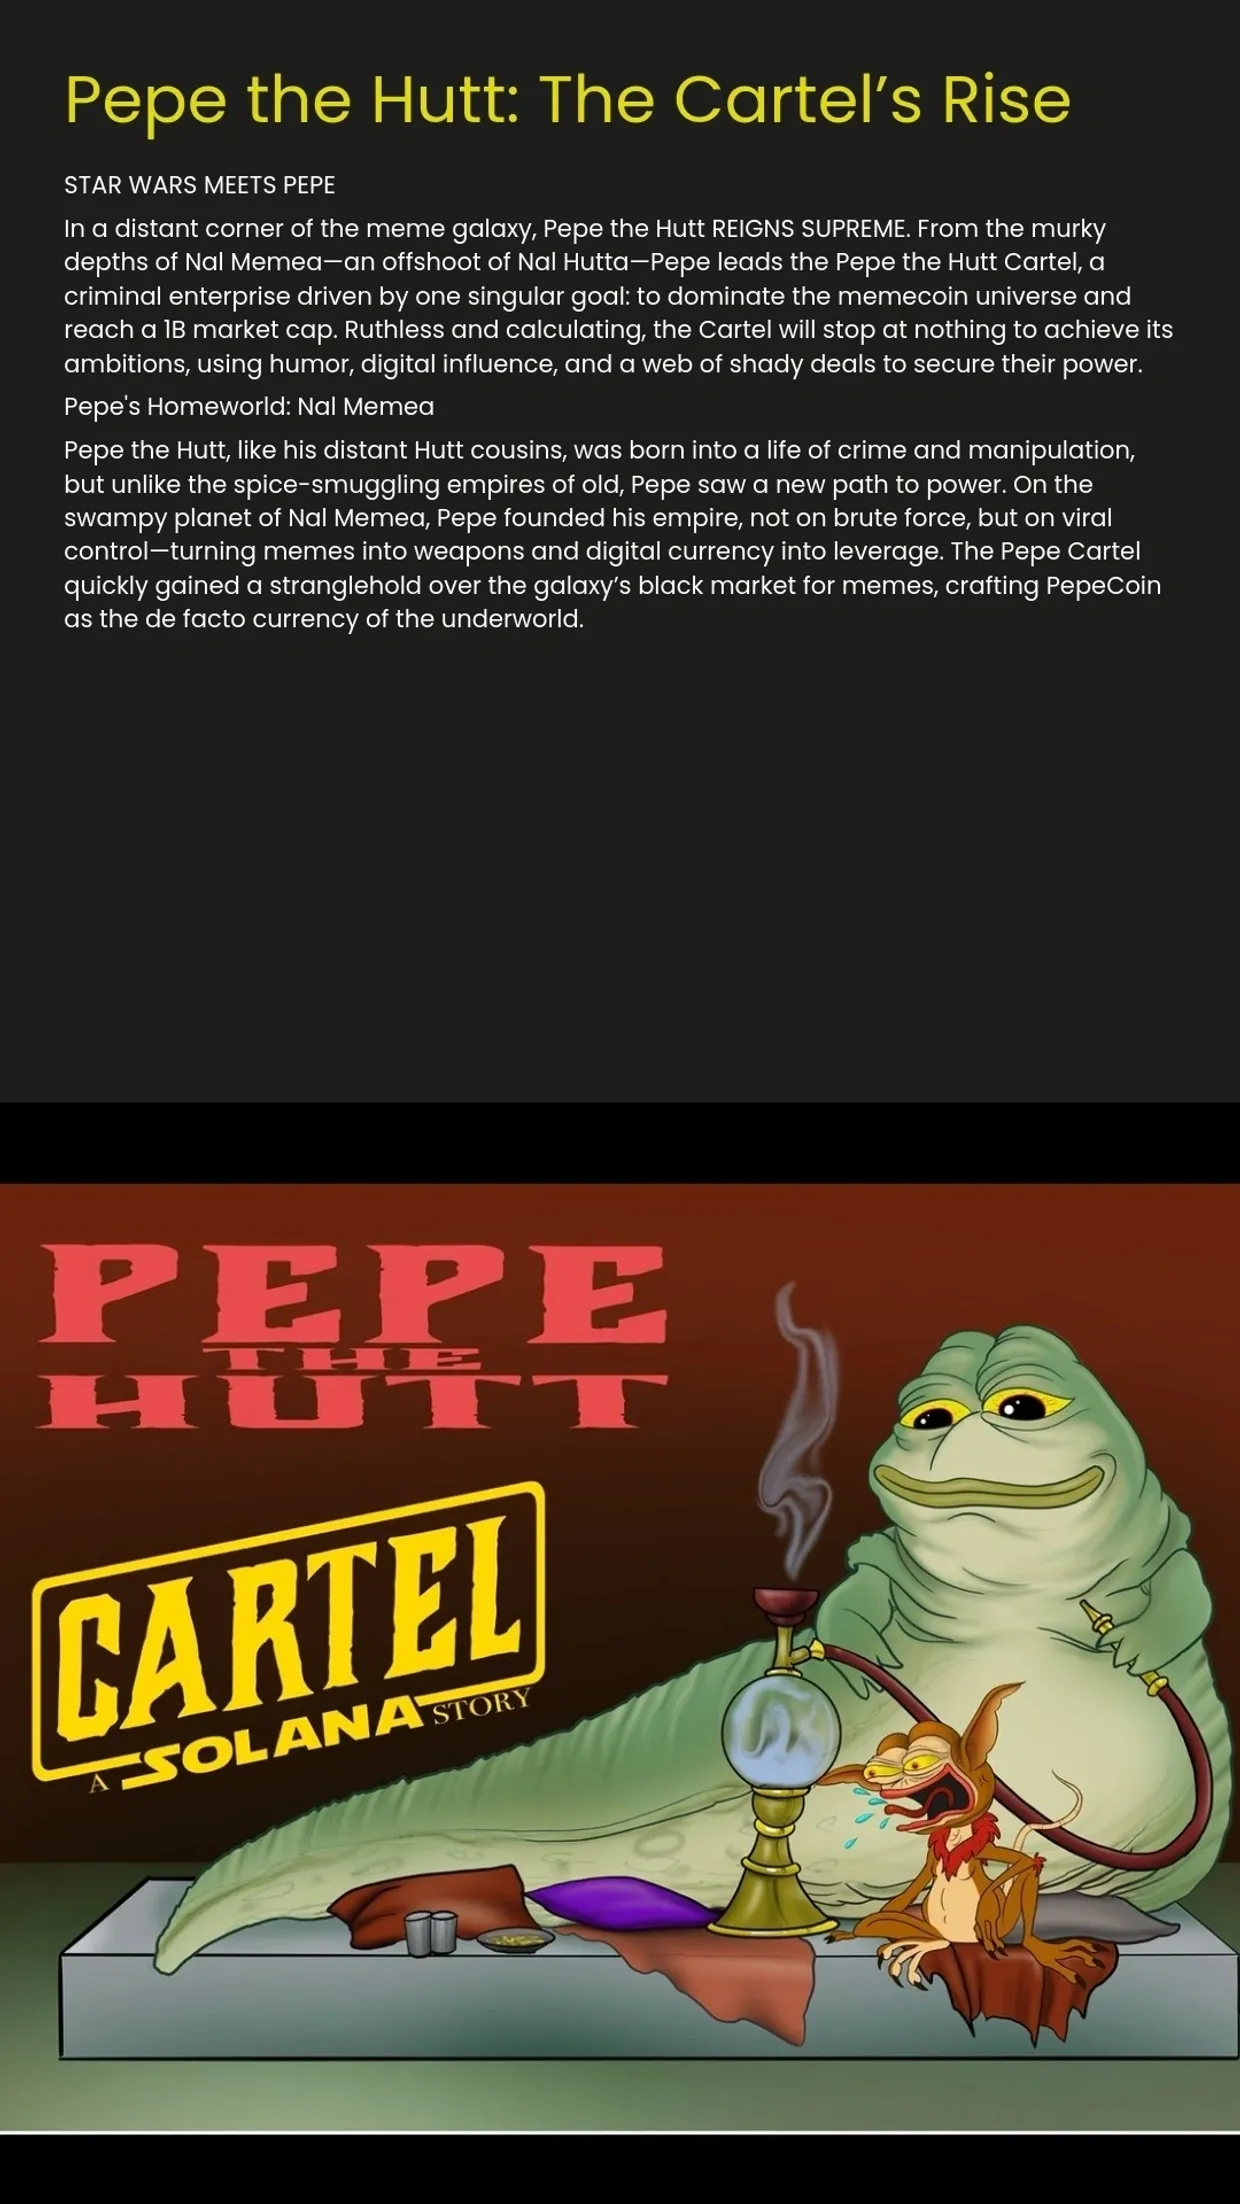 Pepe the Hutt: The Cartel’s Rise
STAR WARS MEETS PEPE
In a distant corner of the meme galaxy, Pepe the Hutt REIGNS SUPREME. From the murky
depths of Nal Memea—an offshoot of Nal Hutta—Pepe leads the Pepe the Hutt Cartel, a
criminal enterprise driven by one singular goal: to dominate the memecoin universe and
reach a 1B market cap. Ruthless and calculating, the Cartel will stop at nothing to achieve its
ambitions, using humor, digital influence, and a web of shady deals to secure their power.
Pepe's Homeworld: Nal Memea
Pepe the Hutt, like his distant Hutt cousins, was born into a life of crime and manipulation,
but unlike the spice-smuggling empires of old, Pepe saw a new path to power. On the
swampy planet of Nal Memea, Pepe founded his empire, not on brute force, but on viral
control—turning memes into weapons and digital currency into leverage. The Pepe Cartel
quickly gained a stranglehold over the galaxy’s black market for memes, crafting PepeCoin
as the de facto currency of the underworld.
PEPE
THE
HUTT
CARTEL
A SOLANA STORY